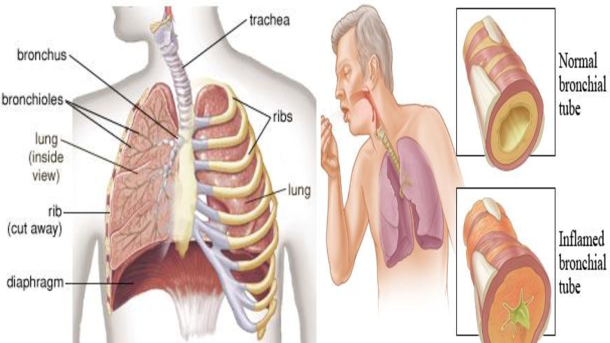 trachea
bronchus
bronchioles
ribs
lung
(inside
view)
lung
rib
(cut away)
diaphragm
Normal
bronchial
tube
Inflamed
bronchial
tube